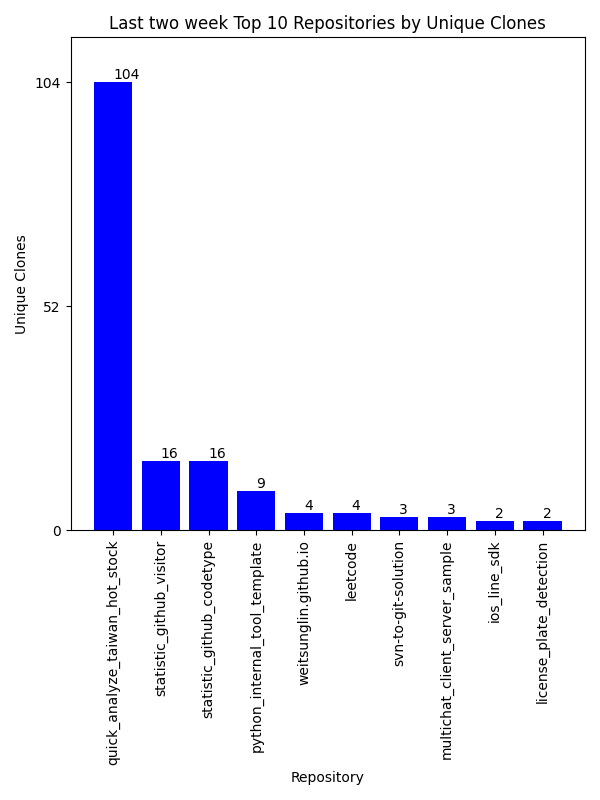 Last two week Top 10 Repositories by Unique Clones
Unique Clones
104
52
0
104
16
16
9
4
4
3
3
2
2
quick_analyze_taiwan_hot_stock
statistic_github_visitor
statistic_github_codetype
python_internal_tool_template
weitsunglin.github.io
leetcode
svn-to-git-solution
multichat_client_server_sample
ios_line_sdk
license_plate_detection
Repository